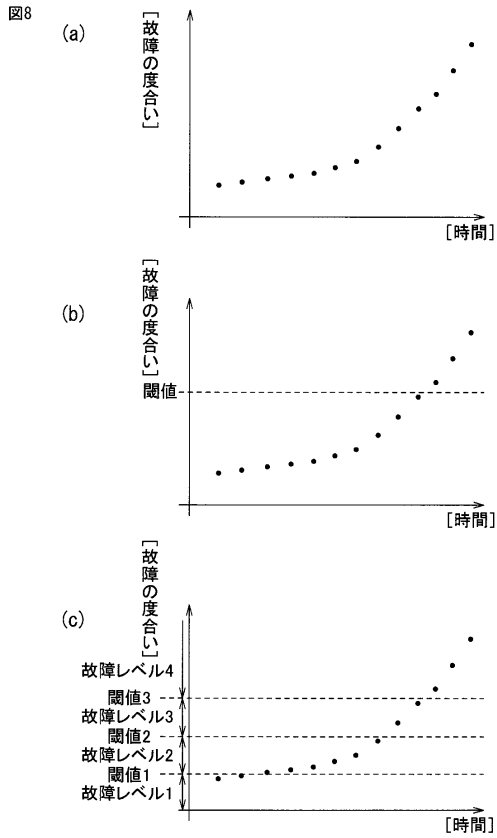 図8
(a)
[故障の度合い]
[時間]
(b)
[故障の度合い]
閾値
[時間]
(c)
[故障の度合い]
故障レベル4
閾値3
故障レベル3
閾値2
故障レベル2
閾値1
故障レベル1
[時間]